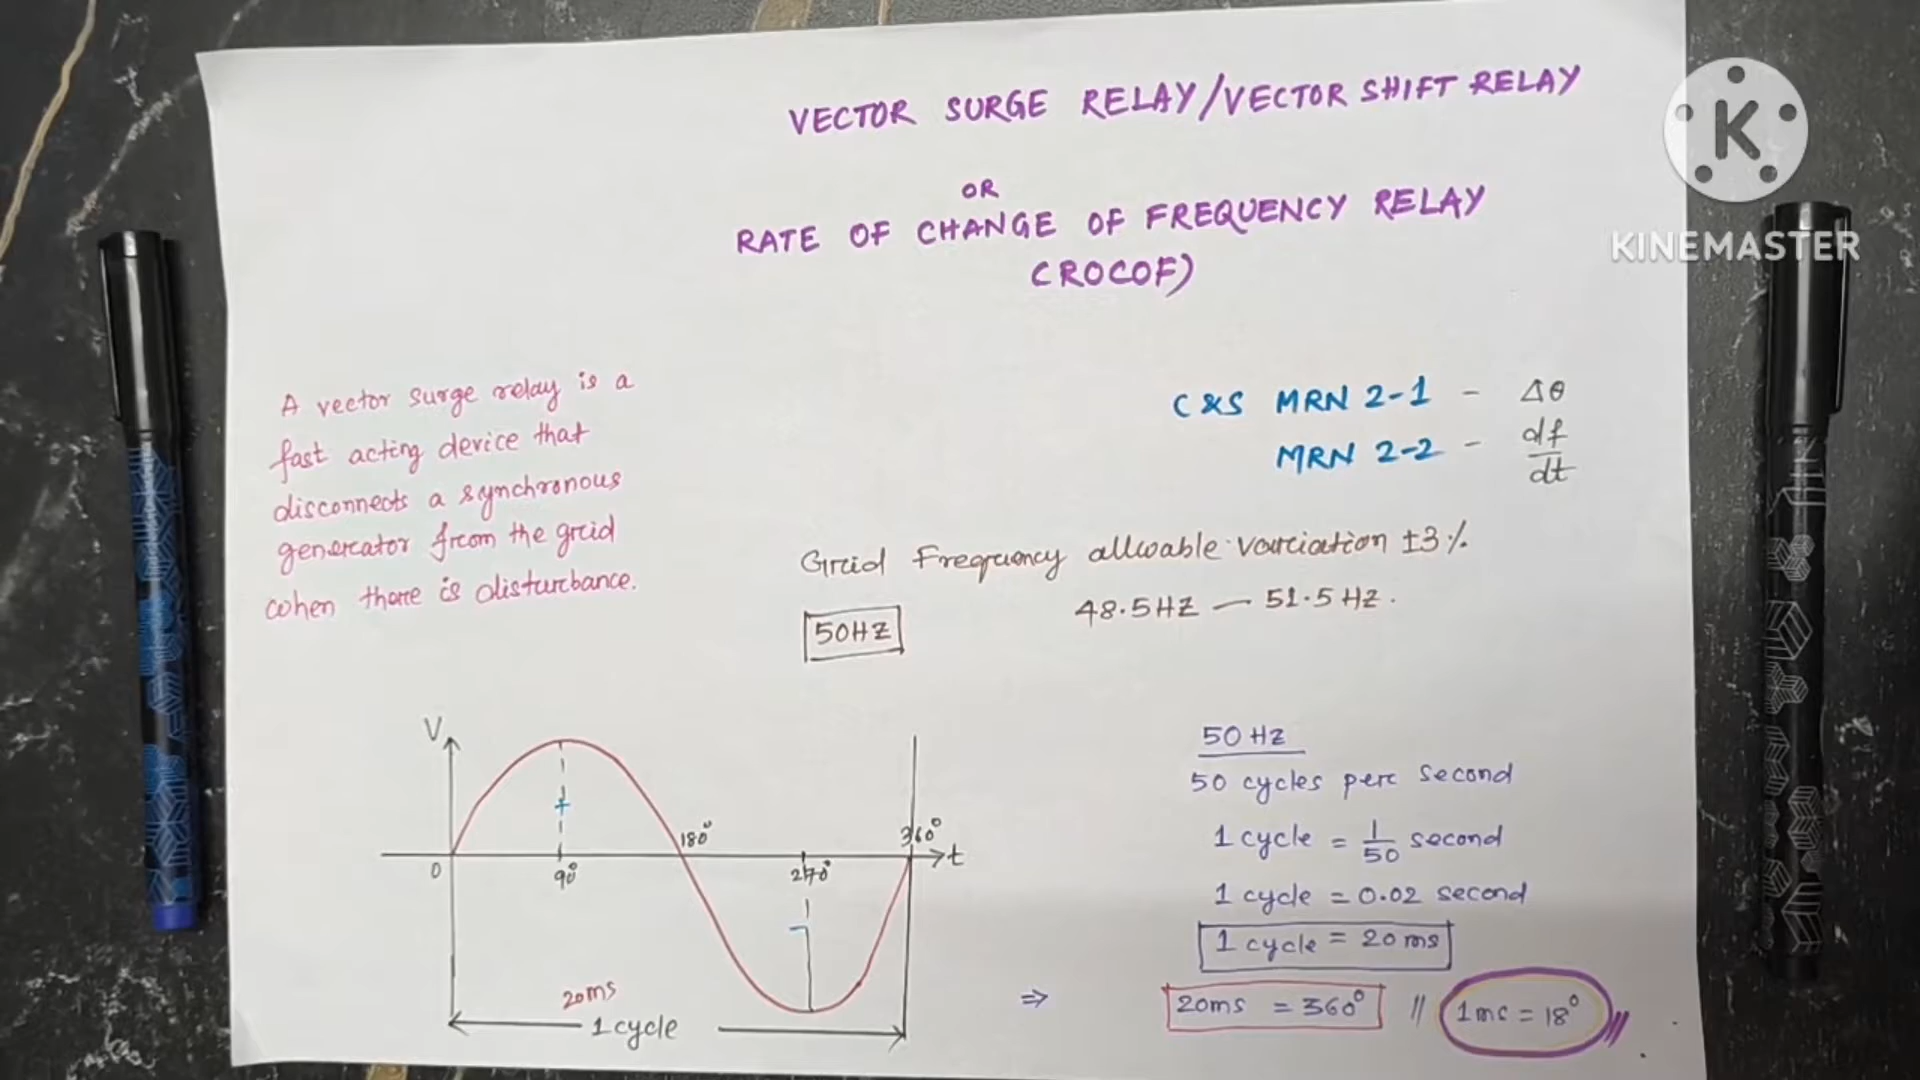 VECTOR SURGE RELAY/VECTOR SHIFT RELAY
OR
RATE OF CHANGE OF FREQUENCY RELAY
(ROCOF)
K
KINEMASTER
A vector surge relay is a
fast acting device that
disconnects a synchronous
generator from the grid
when there is disturbance.
C&S MRN 2-1 - Δθ
MRN 2-2 - df/dt
Grid Frequency allwable variation ±3%
50HZ
48.5HZ — 51.5HZ.
V
+
180°
360°
t
0
90°
270°
-
20ms
1 cycle
50 Hz
50 cycles per second
1 cycle = 1/50 second
1 cycle = 0.02 second
1 cycle = 20ms
⇒ 20ms = 360° // 1ms = 18° //